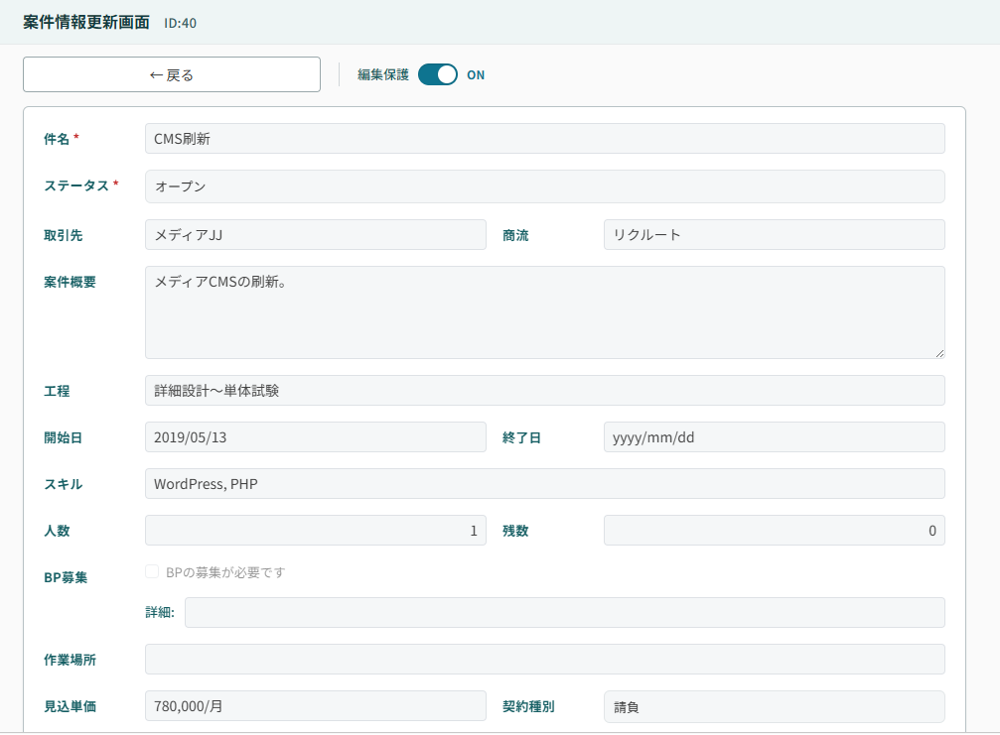 案件情報更新画面 ID:40
← 戻る 編集保護 ON
件名 * CMS刷新
ステータス * オープン
取引先 メディアJJ 商流 リクルート
案件概要 メディアCMSの刷新。
工程 詳細設計～単体試験
開始日 2019/05/13 終了日 yyyy/mm/dd
スキル WordPress, PHP
人数 1 残数 0
BP募集 BPの募集が必要です
詳細:
作業場所
見込単価 780,000/月 契約種別 請負